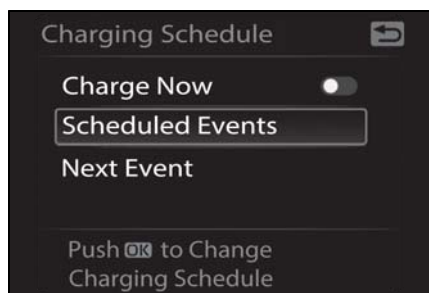 Charging Schedule
Charge Now
Scheduled Events
Next Event
Push OK to Change
Charging Schedule